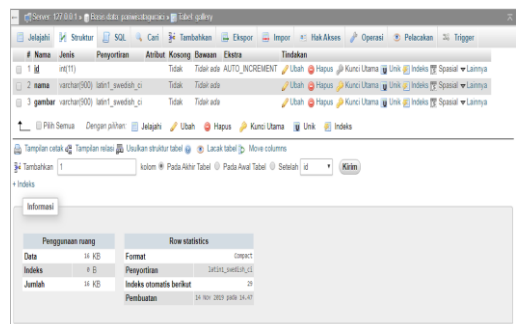 Server: 127.0.0.1 » Basis data: pariwisatajuraci » Tabel: gallery
Jelajahi Struktur SQL Cari Tambahkan Ekspor Impor Hak Akses Operasi Pelacakan Trigger
# Nama Jenis Penyortiran Atribut Kosong Bawaan Ekstra Tindakan
1 id int(11) Tidak Tidak ada AUTO_INCREMENT Ubah Hapus Kunci Utama Unik Indeks Spasial Lainnya
2 nama varchar(900) latin1_swedish_ci Tidak Tidak ada Ubah Hapus Kunci Utama Unik Indeks Spasial Lainnya
3 gambar varchar(900) latin1_swedish_ci Tidak Tidak ada Ubah Hapus Kunci Utama Unik Indeks Spasial Lainnya
Pilih Semua Dengan pilihan: Jelajahi Ubah Hapus Kunci Utama Unik Indeks
Tampilan cetak Tampilan relasi Usulkan struktur tabel Lacak tabel Move columns
Tambahkan 1 kolom Pada Akhir Tabel Pada Awal Tabel Setelah id Kirim
+ Indeks
Informasi
Penggunaan ruang
Data 16 KB
Indeks 0 B
Jumlah 16 KB
Row statistics
Format Compact
Penyortiran latin1_swedish_ci
Indeks otomatis berikut 29
Pembuatan 14 Nov 2019 pada 14.47